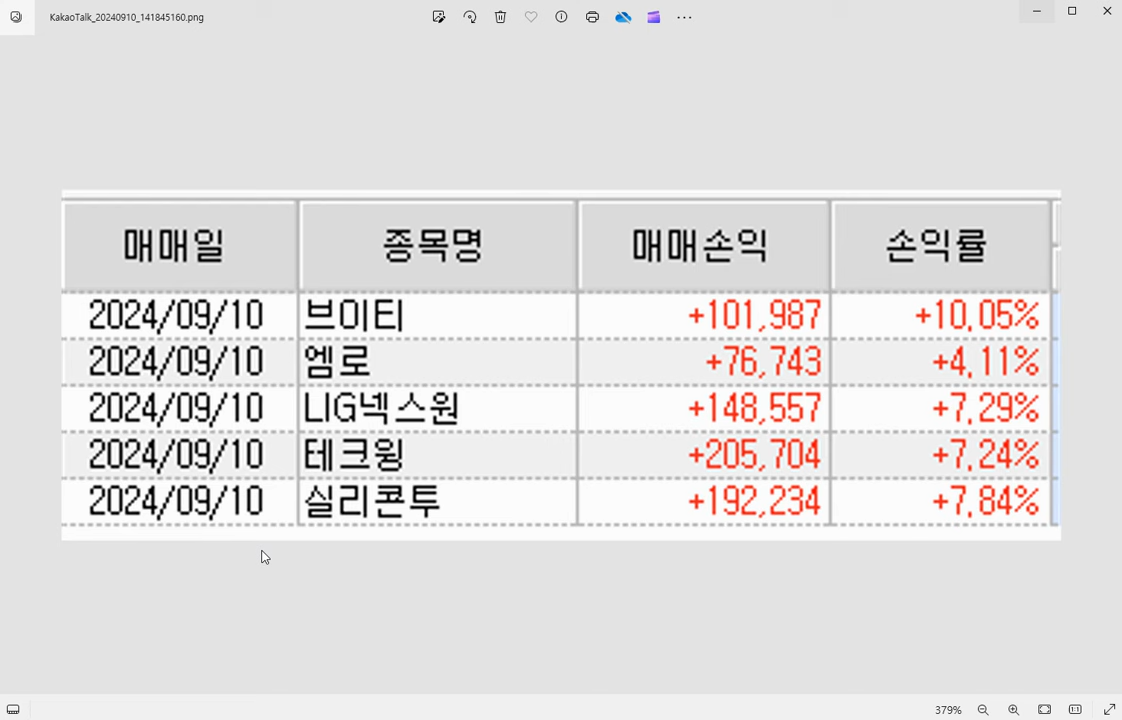 KakaoTalk_20240910_141845160.png
매매일 종목명 매매손익 손익률
2024/09/10 브이티 +101,987 +10,05%
2024/09/10 엠로 +76,743 +4,11%
2024/09/10 LIG넥스원 +148,557 +7,29%
2024/09/10 테크윙 +205,704 +7,24%
2024/09/10 실리콘투 +192,234 +7,84%
379%